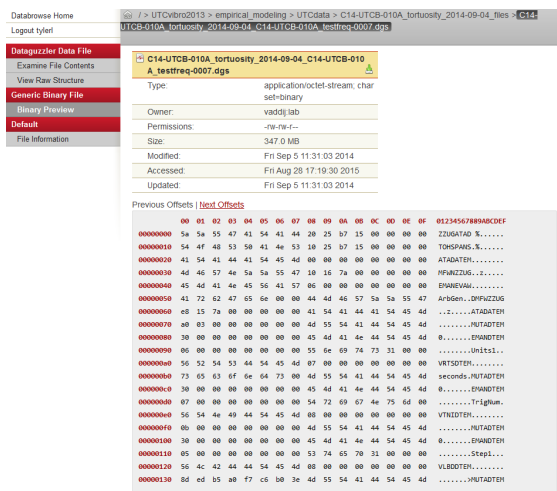 Databrowse Home
Logout tylerl
Dataguzzler Data File
Examine File Contents
View Raw Structure
Generic Binary File
Binary Preview
Default
File Information
/ > UTCvibro2013 > empirical_modeling > UTCdata > C14-UTCB-010A_tortuosity_2014-09-04_files > C14-
UTCB-010A_tortuosity_2014-09-04_C14-UTCB-010A_testfreq-0007.dgs
C14-UTCB-010A_tortuosity_2014-09-04_C14-UTCB-010
A_testfreq-0007.dgs
Type: application/octet-stream; char
set=binary
Owner: vaddij:lab
Permissions: -rw-rw-r--
Size: 347.0 MB
Modified: Fri Sep 5 11:31:03 2014
Accessed: Fri Aug 28 17:19:30 2015
Updated: Fri Sep 5 11:31:03 2014
Previous Offsets | Next Offsets
00 01 02 03 04 05 06 07 08 09 0A 0B 0C 0D 0E 0F 0123456789ABCDEF
00000000 5a 5a 55 47 41 54 41 44 20 25 b7 15 00 00 00 00 ZZUGATAD %......
00000010 54 4f 48 53 50 41 4e 53 10 25 b7 15 00 00 00 00 TOHSPANS.%......
00000020 41 54 41 44 41 54 45 4d 00 00 00 00 00 00 00 00 ATADATEM........
00000030 4d 46 57 4e 5a 5a 55 47 10 16 7a 00 00 00 00 00 MFWNZZUG..z.....
00000040 45 4d 41 4e 45 56 41 57 06 00 00 00 00 00 00 00 EMANEVAW........
00000050 41 72 62 47 65 6e 00 00 44 4d 46 57 5a 5a 55 47 ArbGen..DMFWZZUG
00000060 e8 15 7a 00 00 00 00 00 41 54 41 44 41 54 45 4d ..z.....ATADATEM
00000070 a0 03 00 00 00 00 00 00 4d 55 54 41 44 54 45 4d ........MUTADTEM
00000080 30 00 00 00 00 00 00 00 45 4d 41 4e 44 54 45 4d 0.......EMANDTEM
00000090 06 00 00 00 00 00 00 00 55 6e 69 74 73 31 00 00 ........Units1..
000000a0 56 52 54 53 44 54 45 4d 07 00 00 00 00 00 00 00 VRTSDTEM........
000000b0 73 65 63 6f 6e 64 73 00 4d 55 54 41 44 54 45 4d seconds.MUTADTEM
000000c0 30 00 00 00 00 00 00 00 45 4d 41 4e 44 54 45 4d 0.......EMANDTEM
000000d0 07 00 00 00 00 00 00 00 54 72 69 67 4e 75 6d 00 ........TrigNum.
000000e0 56 54 4e 49 44 54 45 4d 08 00 00 00 00 00 00 00 VTNIDTEM........
000000f0 0b 00 00 00 00 00 00 00 4d 55 54 41 44 54 45 4d ........MUTADTEM
00000100 30 00 00 00 00 00 00 00 45 4d 41 4e 44 54 45 4d 0.......EMANDTEM
00000110 05 00 00 00 00 00 00 00 53 74 65 70 31 00 00 00 ........Step1...
00000120 56 4c 42 44 44 54 45 4d 08 00 00 00 00 00 00 00 VLBDDTEM........
00000130 8d ed b5 a0 f7 c6 b0 3e 4d 55 54 41 44 54 45 4d .......>MUTADTEM